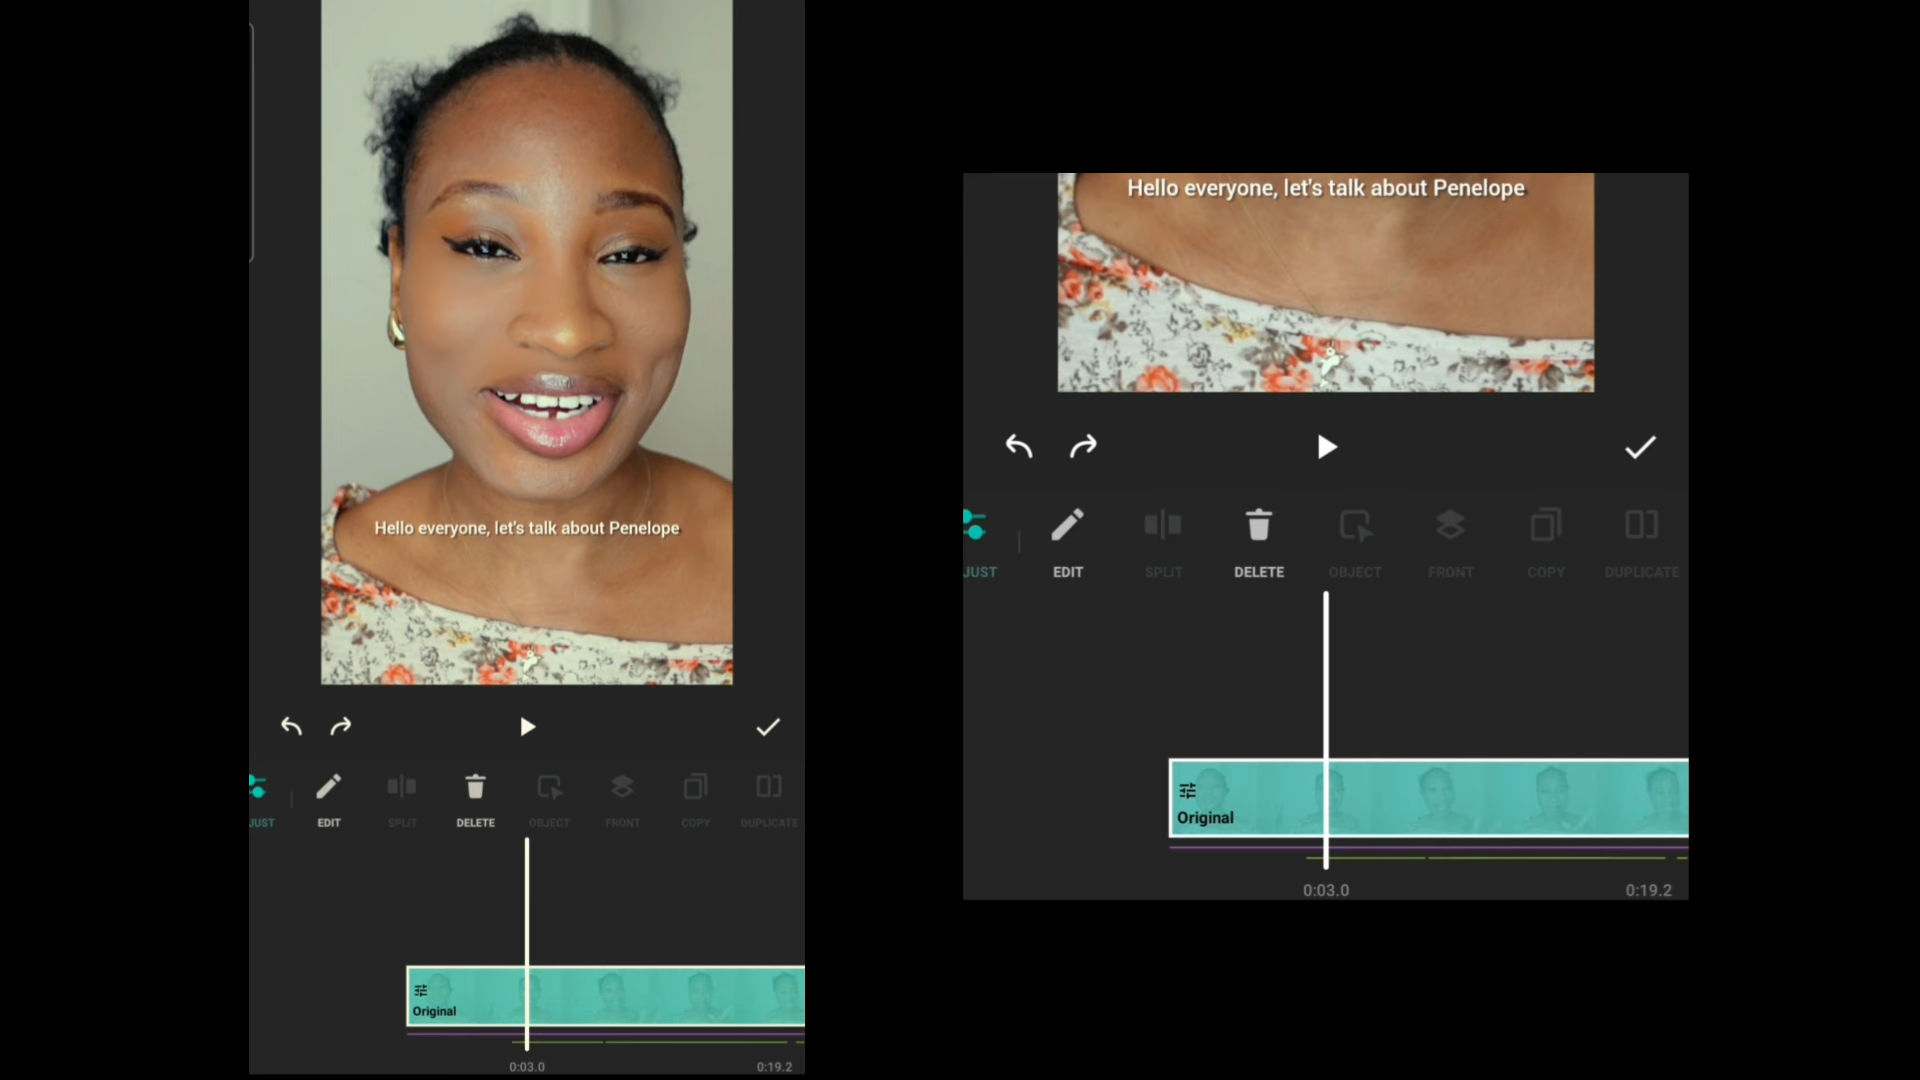 Hello everyone, let's talk about Penelope
JUST EDIT SPLIT DELETE OBJECT FRONT COPY DUPLICATE
Original
0:03.0 0:19.2
Hello everyone, let's talk about Penelope
JUST EDIT SPLIT DELETE OBJECT FRONT COPY DUPLICATE
Original
0:03.0 0:19.2